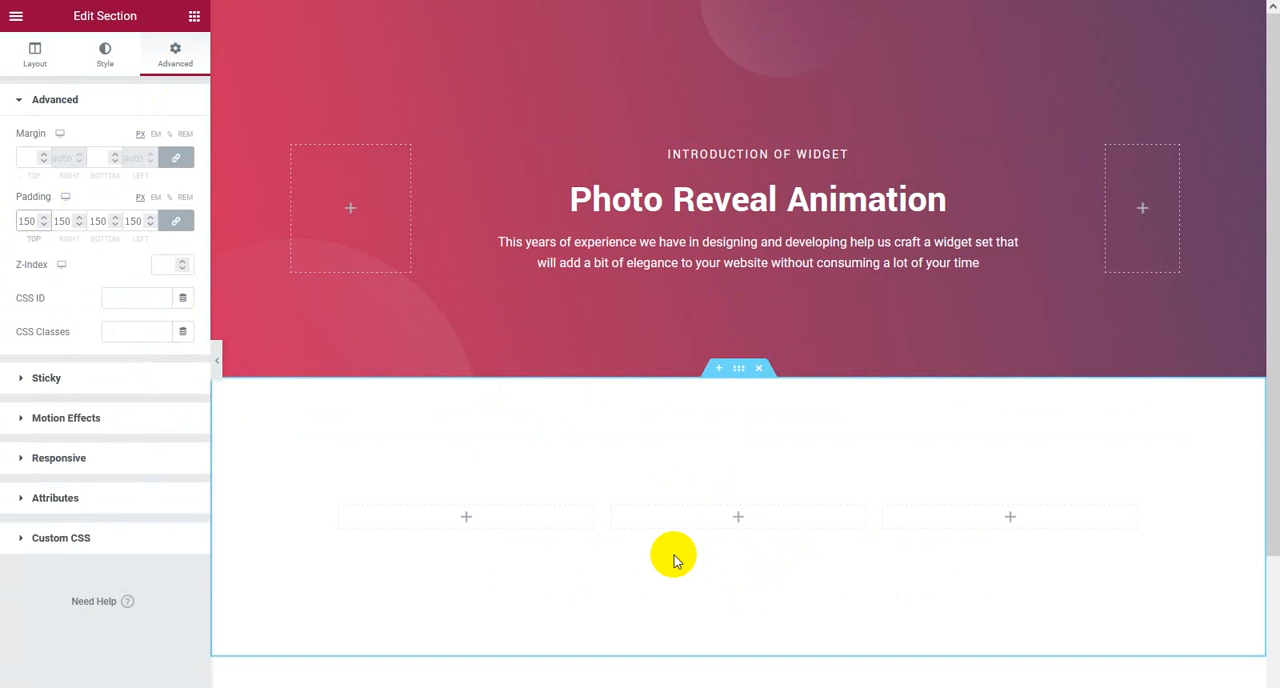 Edit Section
Layout
Style
Advanced
Advanced
Margin
PX EM % REM
auto auto
TOP RIGHT BOTTOM LEFT
Padding
PX EM % REM
150 150 150 150
TOP RIGHT BOTTOM LEFT
Z-Index
CSS ID
CSS Classes
Sticky
Motion Effects
Responsive
Attributes
Custom CSS
Need Help ?
INTRODUCTION OF WIDGET
Photo Reveal Animation
This years of experience we have in designing and developing help us craft a widget set that
will add a bit of elegance to your website without consuming a lot of your time